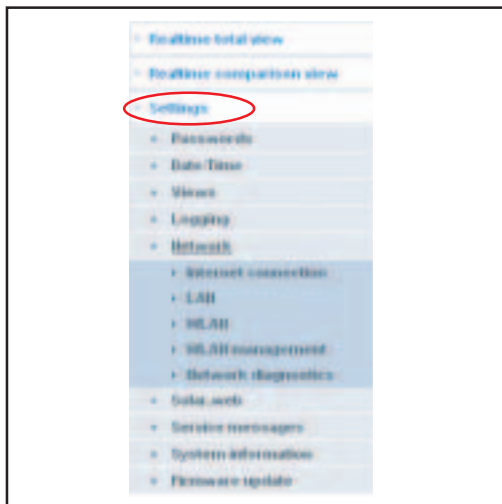 Realtime total view
Realtime comparison view
Settings
Passwords
Date/Time
Views
Logging
Network
Internet connection
LAN
WLAN
WLAN management
Network diagnostics
Solar.web
Service messages
System information
Firmware update